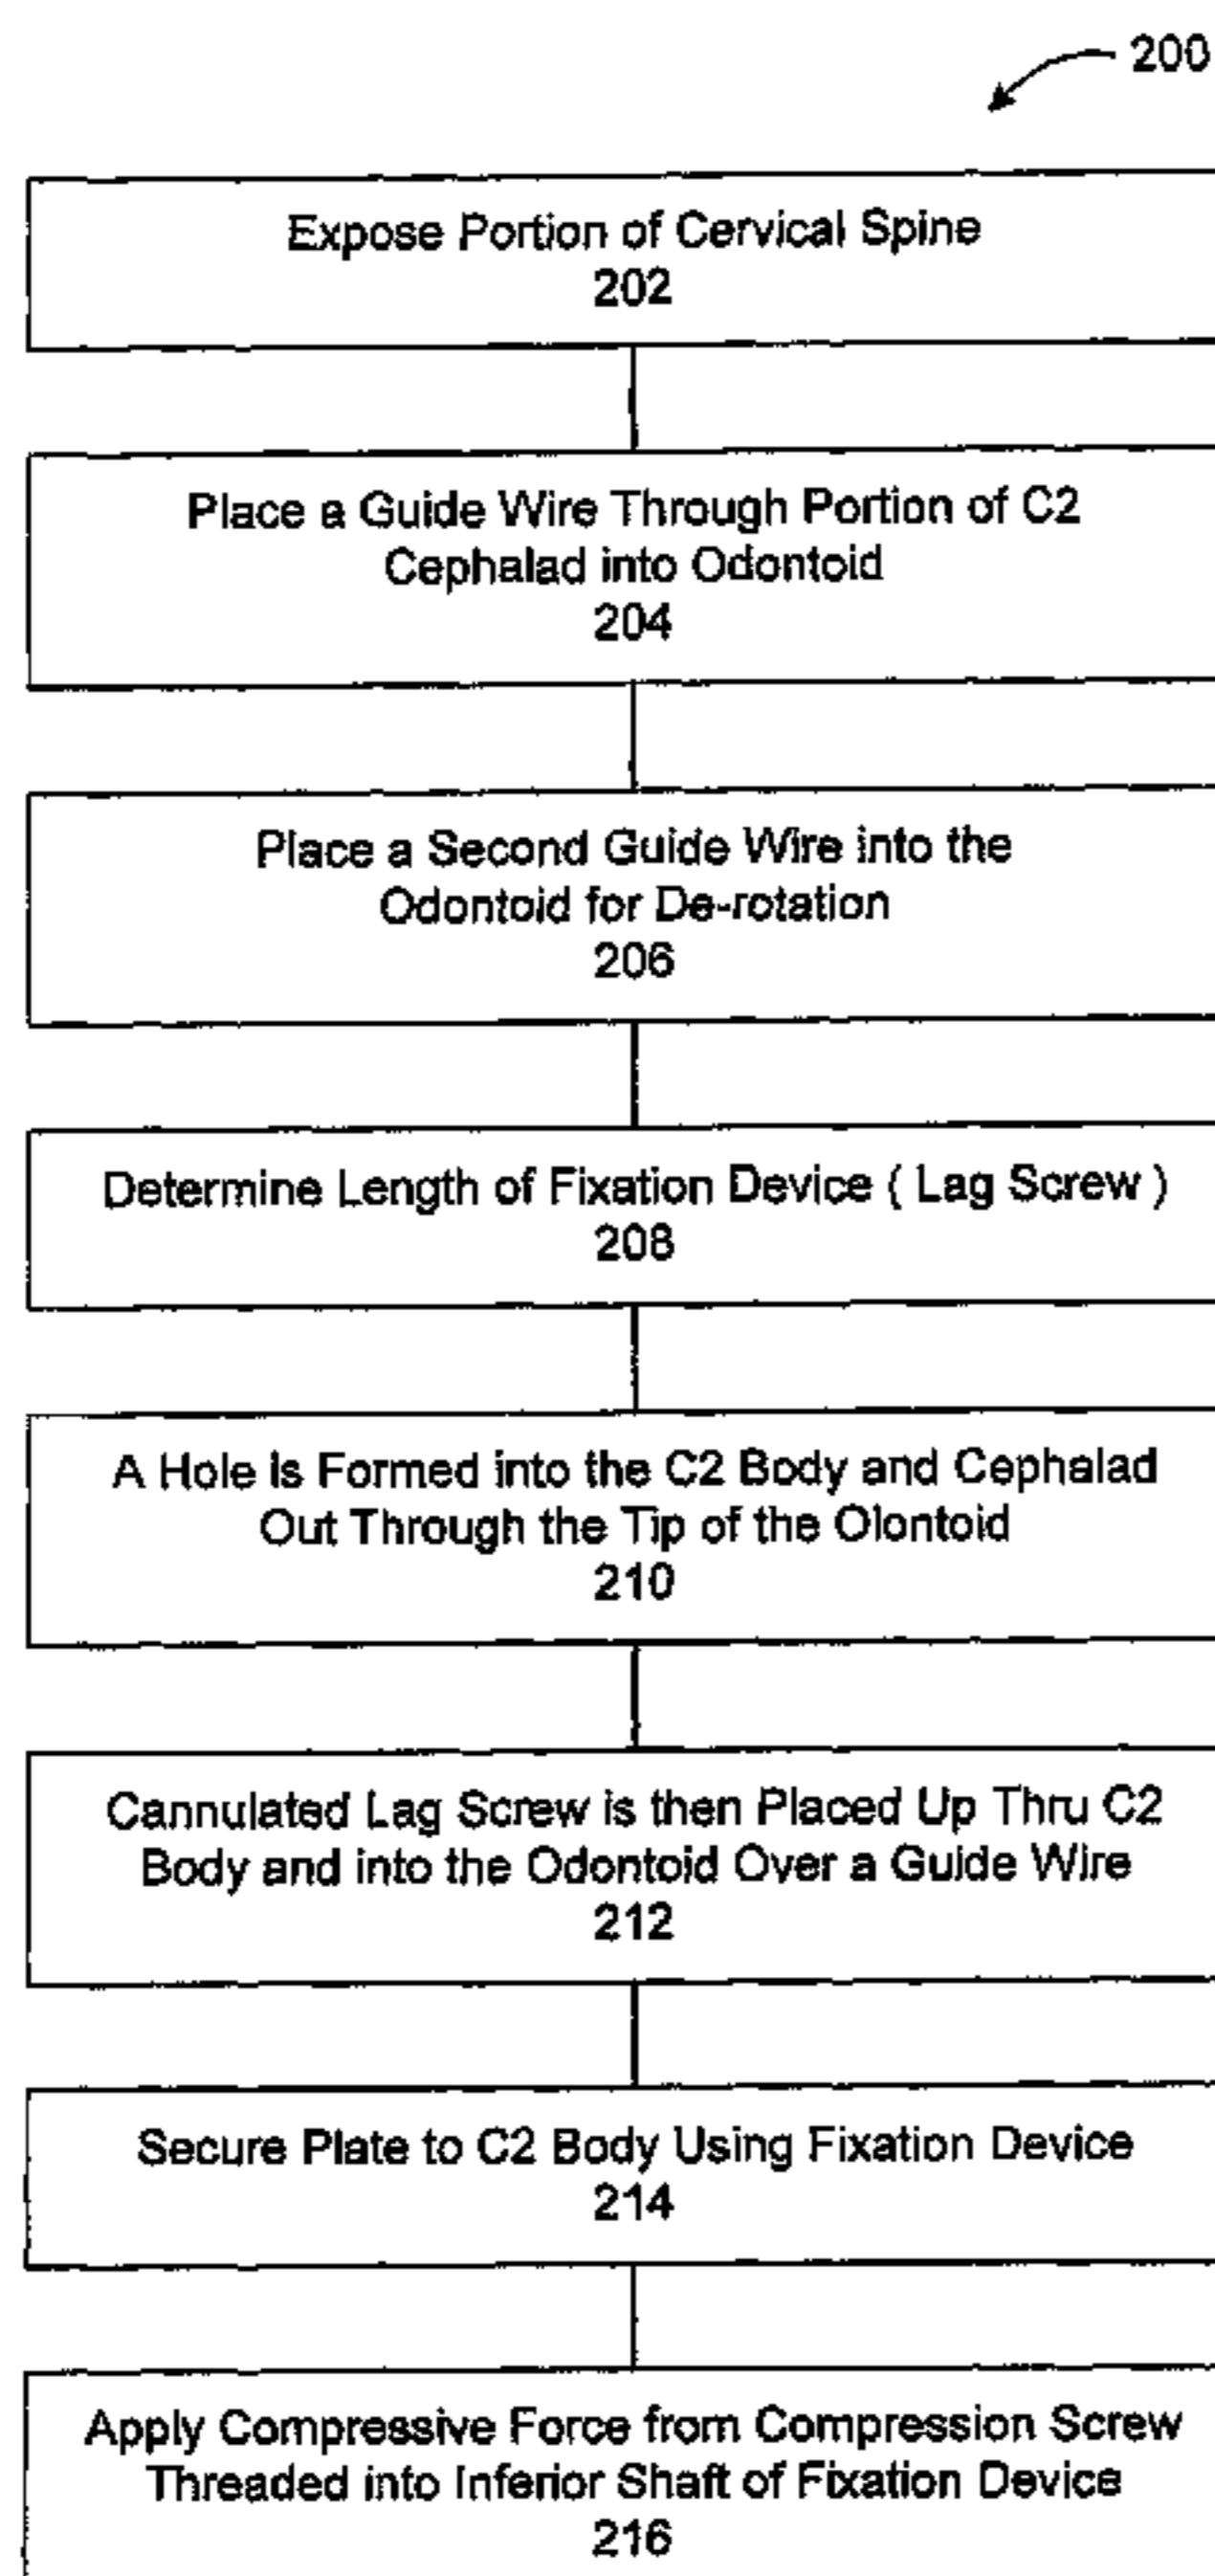 200
Expose Portion of Cervical Spine
202
Place a Guide Wire Through Portion of C2
Cephalad into Odontoid
204
Place a Second Guide Wire into the
Odontoid for De-rotation
206
Determine Length of Fixation Device ( Lag Screw )
208
A Hole is Formed into the C2 Body and Cephalad
Out Through the Tip of the Olontoid
210
Cannulated Lag Screw is then Placed Up Thru C2
Body and into the Odontoid Over a Guide Wire
212
Secure Plate to C2 Body Using Fixation Device
214
Apply Compressive Force from Compression Screw
Threaded into Inferior Shaft of Fixation Device
216